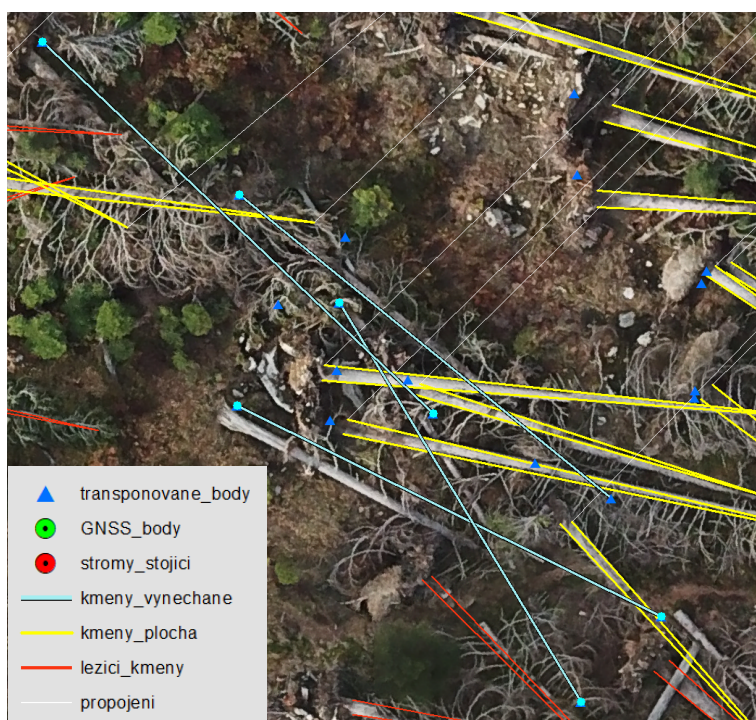 transponovane_body
GNSS_body
stromy_stojici
kmeny_vynechane
kmeny_plocha
lezici_kmeny
propojeni